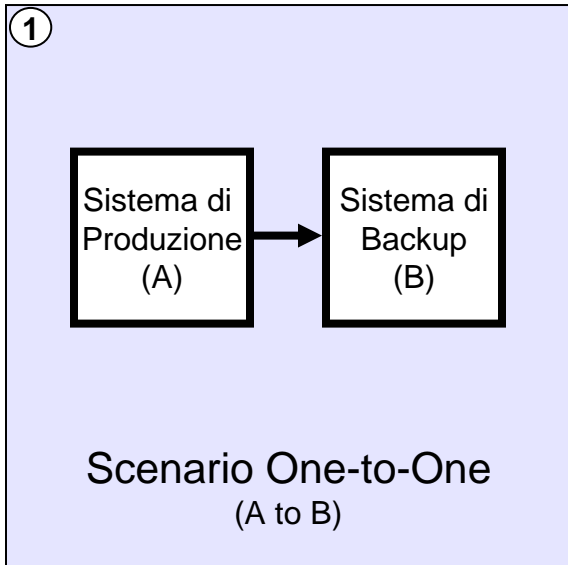 1
Sistema di
Produzione
(A)
Sistema di
Backup
(B)
Scenario One-to-One
(A to B)